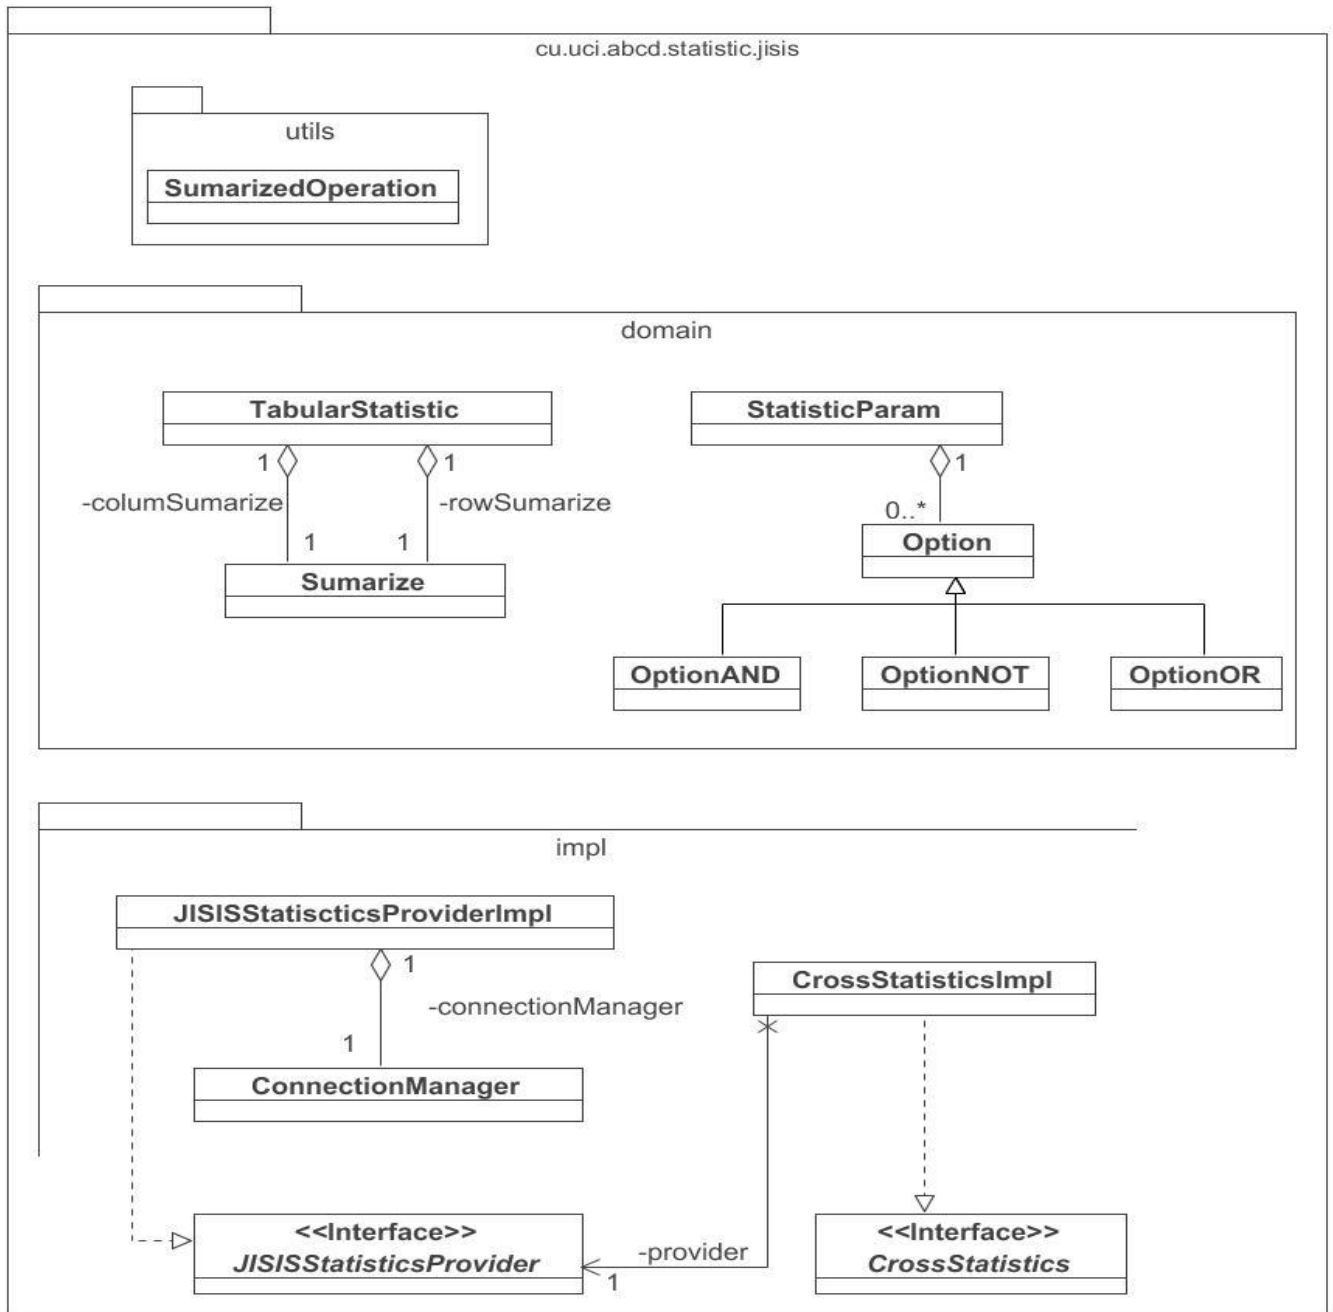 cu.uci.abcd.statistic.jisis
utils
SumarizedOperation
domain
TabularStatistic
StatisticParam
1
1
1
-columSumarize
-rowSumarize
0..*
1
1
Option
Sumarize
OptionAND
OptionNOT
OptionOR
impl
JISISStatiscticsProviderImpl
1
CrossStatisticsImpl
-connectionManager
1
ConnectionManager
<<Interface>>
JISISStatisticsProvider
-provider
1
<<Interface>>
CrossStatistics